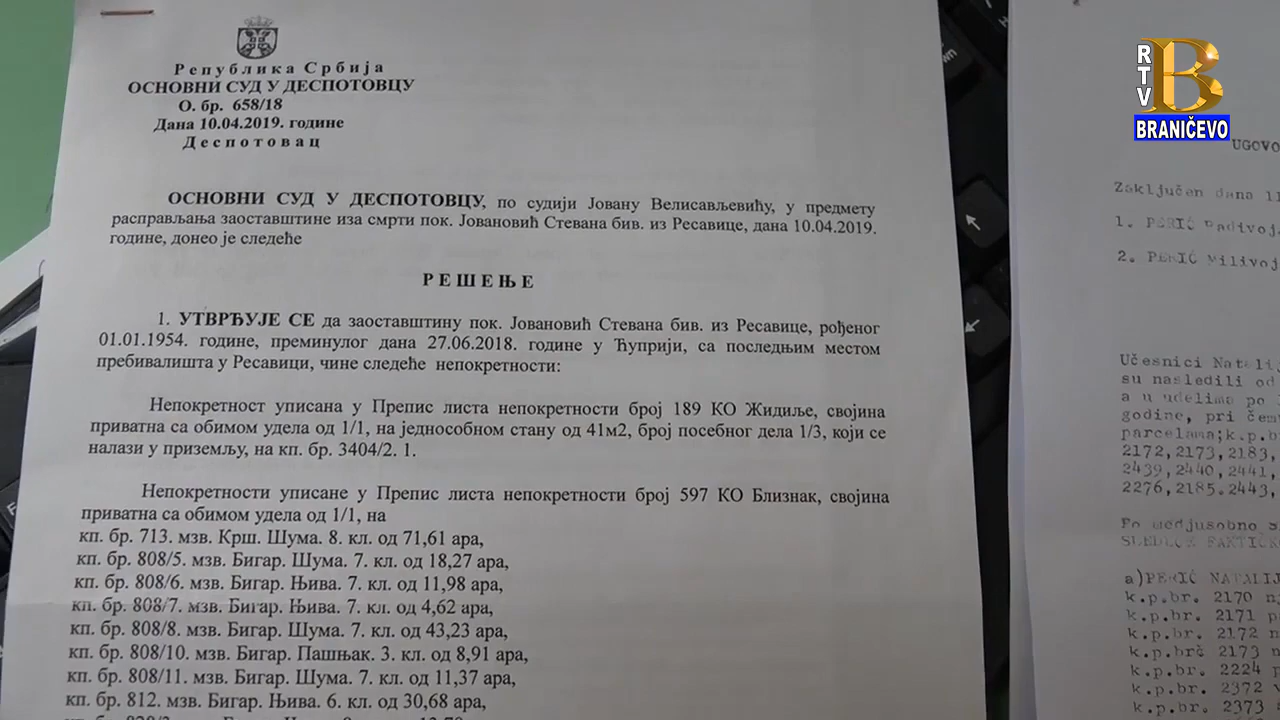 Република Србија
ОСНОВНИ СУД У ДЕСПОТОВЦУ
О. бр. 658/18
Дана 10.04.2019. године
Деспотовац
ОСНОВНИ СУД У ДЕСПОТОВЦУ, по судији Јовану Велисављевићу, у предмету
расправљања заоставштине иза смрти пок. Јовановић Стевана бив. из Ресавице, дана 10.04.2019.
године, донео је следеће
РЕШЕЊЕ
1. УТВРЂУЈЕ СЕ да заоставштину пок. Јовановић Стевана бив. из Ресавице, рођеног
01.01.1954. године, преминулог дана 27.06.2018. године у Ћуприји, са последњим местом
пребивалишта у Ресавици, чине следеће непокретности:
Непокретност уписана у Препис листа непокретности број 189 КО Жидиље, својина
приватна са обимом удела од 1/1, на једнособном стану од 41м2, број посебног дела 1/3, који се
налази у приземљу, на кп. бр. 3404/2. 1.
Непокретности уписане у Препис листа непокретности број 597 КО Близнак, својина
приватна са обимом удела од 1/1, на
кп. бр. 713. мзв. Крш. Шума. 8. кл. од 71,61 ара,
кп. бр. 808/5. мзв. Бигар. Шума. 7. кл. од 18,27 ара,
кп. бр. 808/6. мзв. Бигар. Њива. 7. кл. од 11,98 ара,
кп. бр. 808/7. мзв. Бигар. Њива. 7. кл. од 4,62 ара,
кп. бр. 808/8. мзв. Бигар. Шума. 7. кл. од 43,23 ара,
кп. бр. 808/10. мзв. Бигар. Пашњак. 3. кл. од 8,91 ара,
кп. бр. 808/11. мзв. Бигар. Шума. 7. кл. од 11,37 ара,
кп. бр. 812. мзв. Бигар. Њива. 6. кл. од 30,68 ара,
RTV B
BRANIČEVO
UGOVO
Zaključen dana 11
1. PERIĆ Radivoja
2. PERIĆ Milivoj
Učesnici Natalij
su nasledili od
a u udelima po
godine, pri čem
parcelama;k.p.b
2172,2173,2183,
2439,2440,2441,
2276,2185.2443,
Po medjusobno
a)PERIĆ NATALIJ
k.p.br. 2170 n
k.p.br. 2171 p
k.p.br. 2172 n
k.p.brč 2173 n
k.p.br. 2224 p
k.p.br. 2372 v
k.p.br. 2373